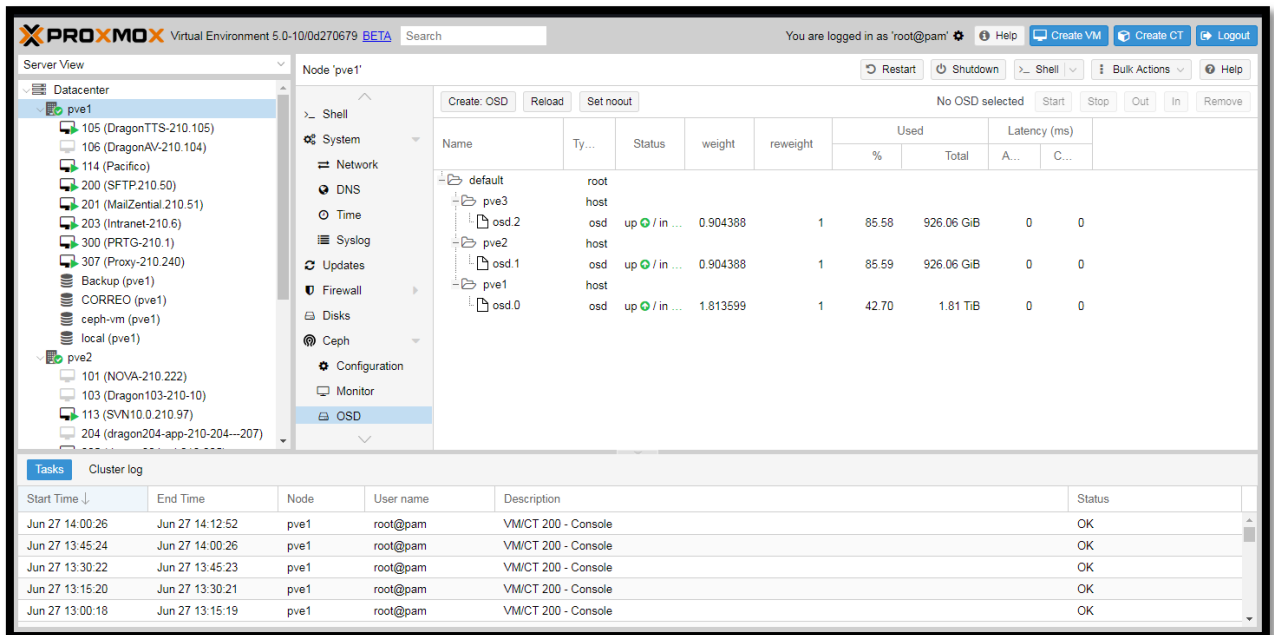 PROXMOX Virtual Environment 5.0-10/0d270679 BETA Search You are logged in as 'root@pam' Help Create VM Create CT Logout
Server View
Datacenter
pve1
105 (DragonTTS-210.105)
106 (DragonAV-210.104)
114 (Pacifico)
200 (SFTP.210.50)
201 (MailZential.210.51)
203 (Intranet-210.6)
300 (PRTG-210.1)
307 (Proxy-210.240)
Backup (pve1)
CORREO (pve1)
ceph-vm (pve1)
local (pve1)
pve2
101 (NOVA-210.222)
103 (Dragon103-210-10)
113 (SVN10.0.210.97)
204 (dragon204-app-210-204---207)
Node 'pve1' Restart Shutdown >_ Shell Bulk Actions Help
>_ Shell
System
Network
DNS
Time
Syslog
Updates
Firewall
Disks
Ceph
Configuration
Monitor
OSD
Create: OSD Reload Set noout No OSD selected Start Stop Out In Remove
Name Ty... Status weight reweight Used Latency (ms)
% Total A... C...
default root
pve3 host
osd.2 osd up / in ... 0.904388 1 85.58 926.06 GiB 0 0
pve2 host
osd.1 osd up / in ... 0.904388 1 85.59 926.06 GiB 0 0
pve1 host
osd.0 osd up / in ... 1.813599 1 42.70 1.81 TiB 0 0
Tasks Cluster log
Start Time End Time Node User name Description Status
Jun 27 14:00:26 Jun 27 14:12:52 pve1 root@pam VM/CT 200 - Console OK
Jun 27 13:45:24 Jun 27 14:00:26 pve1 root@pam VM/CT 200 - Console OK
Jun 27 13:30:22 Jun 27 13:45:23 pve1 root@pam VM/CT 200 - Console OK
Jun 27 13:15:20 Jun 27 13:30:21 pve1 root@pam VM/CT 200 - Console OK
Jun 27 13:00:18 Jun 27 13:15:19 pve1 root@pam VM/CT 200 - Console OK